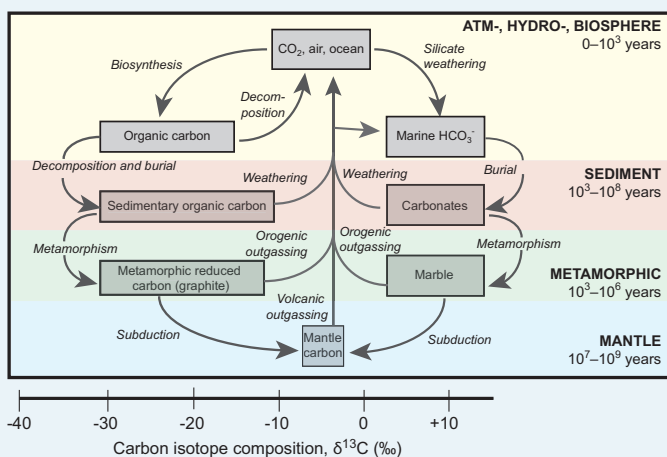 ATM-, HYDRO-, BIOSPHERE
0–10³ years
CO₂, air, ocean
Biosynthesis
Silicate
weathering
Decom-
position
Organic carbon
Marine HCO₃⁻
Decomposition and burial
Burial
SEDIMENT
10³–10⁸ years
Weathering
Weathering
Sedimentary organic carbon
Carbonates
Metamorphism
Orogenic
outgassing
Orogenic
outgassing
Metamorphism
Metamorphic reduced
carbon (graphite)
Marble
METAMORPHIC
10³–10⁶ years
Volcanic
outgassing
Subduction
Mantle
carbon
Subduction
MANTLE
10⁷–10⁹ years
-40 -30 -20 -10 0 +10
Carbon isotope composition, δ¹³C (‰)